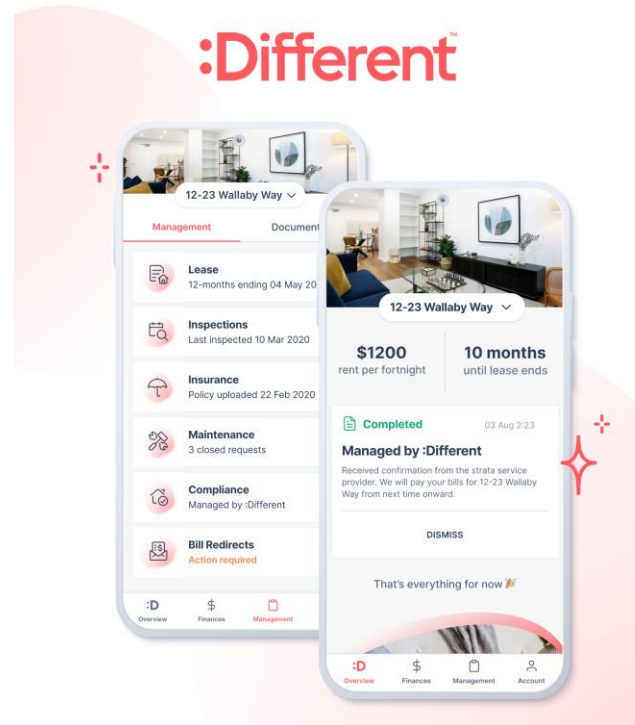 :Different™
12-23 Wallaby Way
Management
Document
Lease
12-months ending 04 May 20
Inspections
Last inspected 10 Mar 2020
Insurance
Policy uploaded 22 Feb 2020
Maintenance
3 closed requests
Compliance
Managed by :Different
Bill Redirects
Action required
:D
Overview
$
Finances
Management
12-23 Wallaby Way
$1200
rent per fortnight
10 months
until lease ends
Completed
03 Aug 2:23
Managed by :Different
Received confirmation from the strata service
provider. We will pay your bills for 12-23 Wallaby
Way from next time onward.
DISMISS
That's everything for now 🎉
:D
Overview
$
Finances
Management
Account